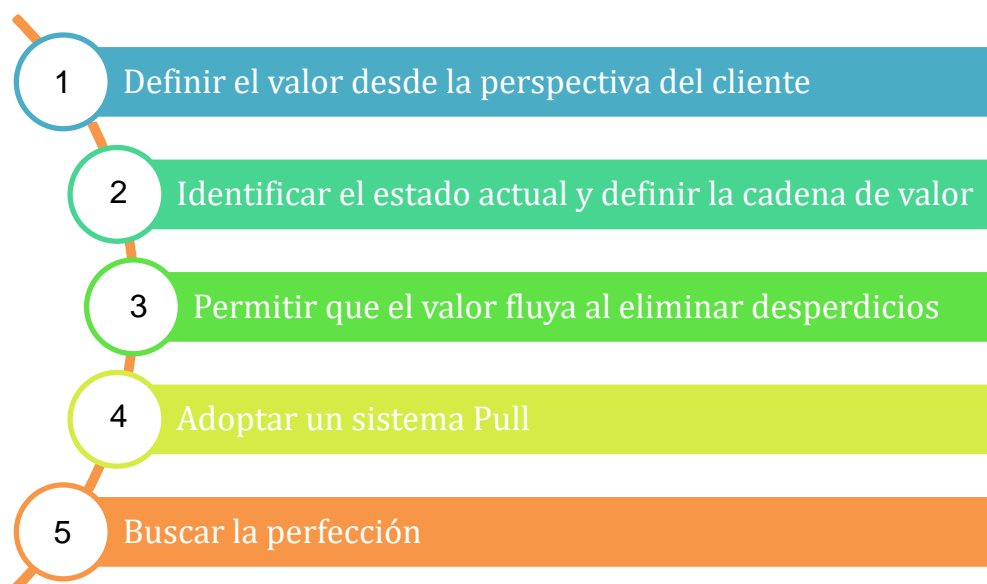 1 Definir el valor desde la perspectiva del cliente
2 Identificar el estado actual y definir la cadena de valor
3 Permitir que el valor fluya al eliminar desperdicios
4 Adoptar un sistema Pull
5 Buscar la perfección